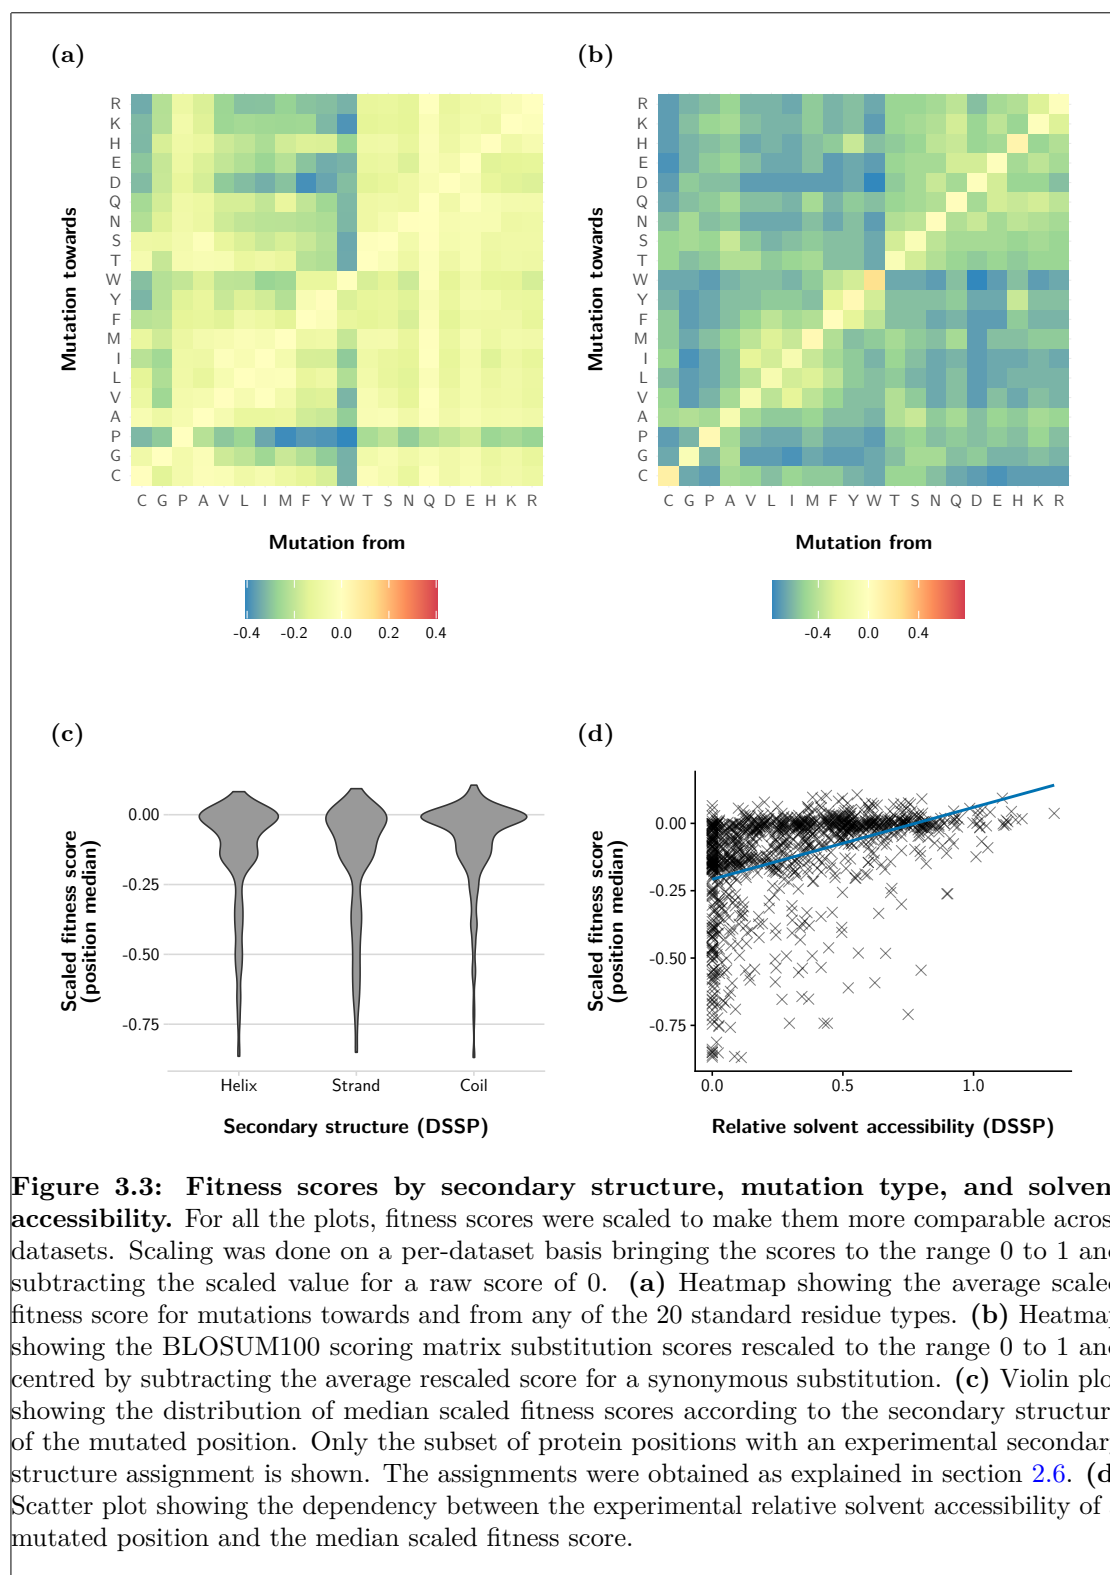 (a)
(b)
Mutation towards
R
K
H
E
D
Q
N
S
T
W
Y
F
M
I
L
V
A
P
G
C
C G P A V L I M F Y W T S N Q D E H K R
Mutation from
-0.4 -0.2 0.0 0.2 0.4
Mutation towards
R
K
H
E
D
Q
N
S
T
W
Y
F
M
I
L
V
A
P
G
C
C G P A V L I M F Y W T S N Q D E H K R
Mutation from
-0.4 0.0 0.4
(c)
(d)
Scaled fitness score
(position median)
0.00
-0.25
-0.50
-0.75
Helix Strand Coil
Secondary structure (DSSP)
Scaled fitness score
(position median)
0.00
-0.25
-0.50
-0.75
0.0 0.5 1.0
Relative solvent accessibility (DSSP)
Figure 3.3: Fitness scores by secondary structure, mutation type, and solven
accessibility. For all the plots, fitness scores were scaled to make them more comparable acros
datasets. Scaling was done on a per-dataset basis bringing the scores to the range 0 to 1 and
subtracting the scaled value for a raw score of 0. (a) Heatmap showing the average scaled
fitness score for mutations towards and from any of the 20 standard residue types. (b) Heatmap
showing the BLOSUM100 scoring matrix substitution scores rescaled to the range 0 to 1 and
centred by subtracting the average rescaled score for a synonymous substitution. (c) Violin plo
showing the distribution of median scaled fitness scores according to the secondary structur
of the mutated position. Only the subset of protein positions with an experimental secondar
structure assignment is shown. The assignments were obtained as explained in section 2.6. (d
Scatter plot showing the dependency between the experimental relative solvent accessibility of
mutated position and the median scaled fitness score.